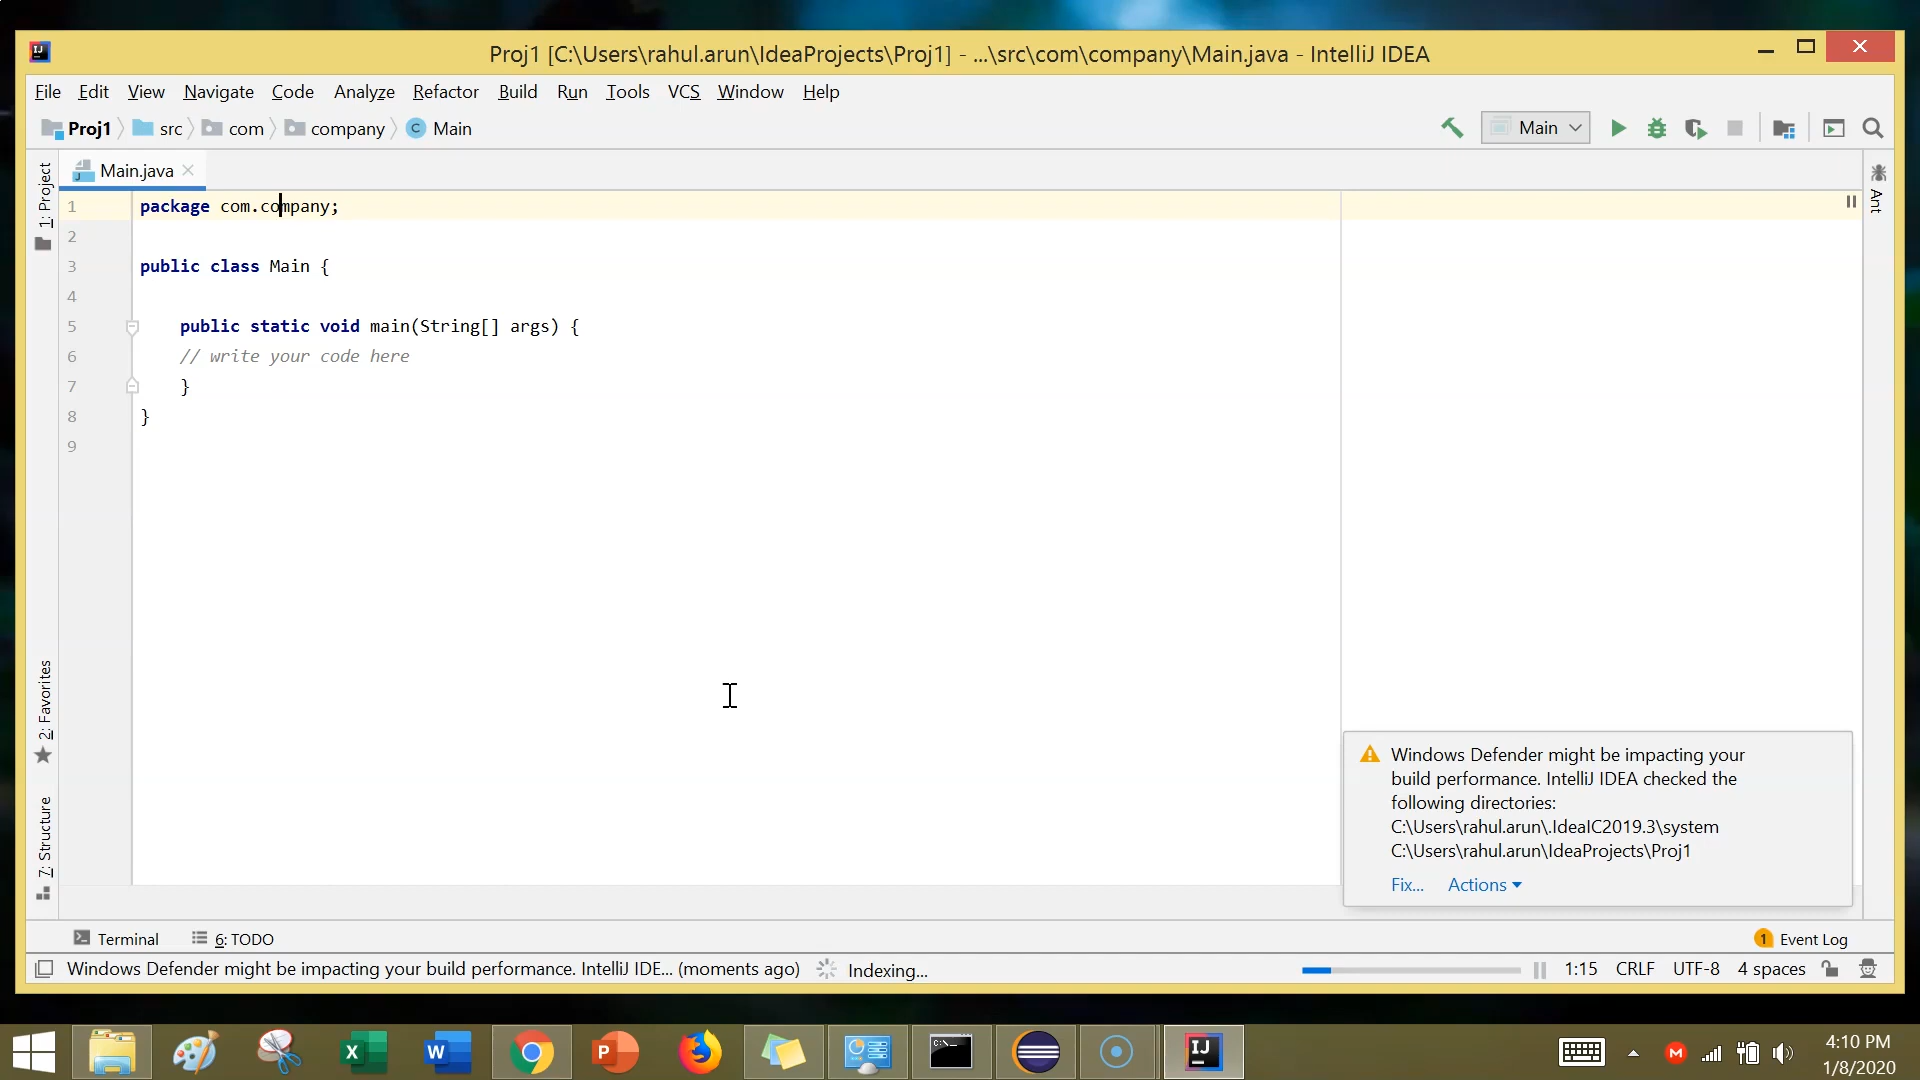 Proj1 [C:\Users\rahul.arun\IdeaProjects\Proj1] - ...\src\com\company\Main.java - IntelliJ IDEA
File Edit View Navigate Code Analyze Refactor Build Run Tools VCS Window Help
Proj1 src com company Main
Main
1: Project
Main.java
Ant
1 package com.company;
2
3 public class Main {
4
5 public static void main(String[] args) {
6 // write your code here
7 }
8 }
9
2: Favorites
7: Structure
Windows Defender might be impacting your
build performance. IntelliJ IDEA checked the
following directories:
C:\Users\rahul.arun\.IdeaIC2019.3\system
C:\Users\rahul.arun\IdeaProjects\Proj1
Fix... Actions
Terminal 6: TODO
1 Event Log
Windows Defender might be impacting your build performance. IntelliJ IDE... (moments ago) Indexing... 1:15 CRLF UTF-8 4 spaces
4:10 PM
1/8/2020